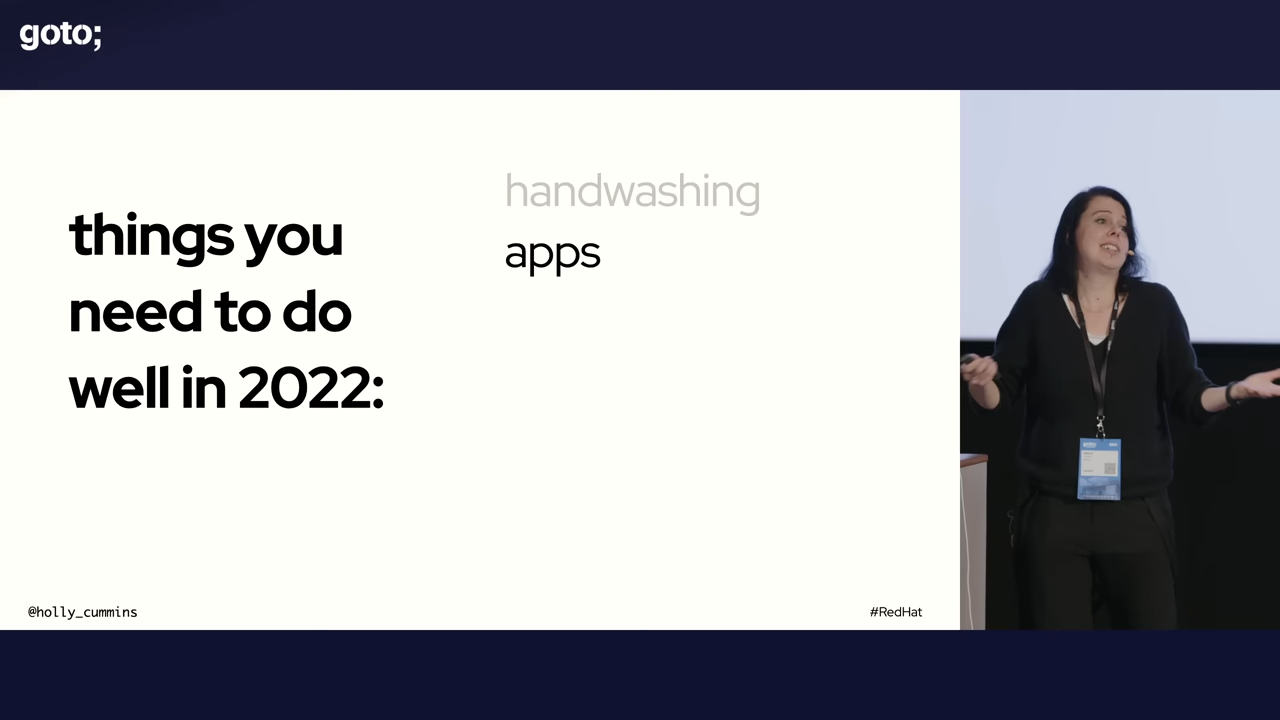 goto;
things you
need to do
well in 2022:
handwashing
apps
@holly_cummins
#RedHat